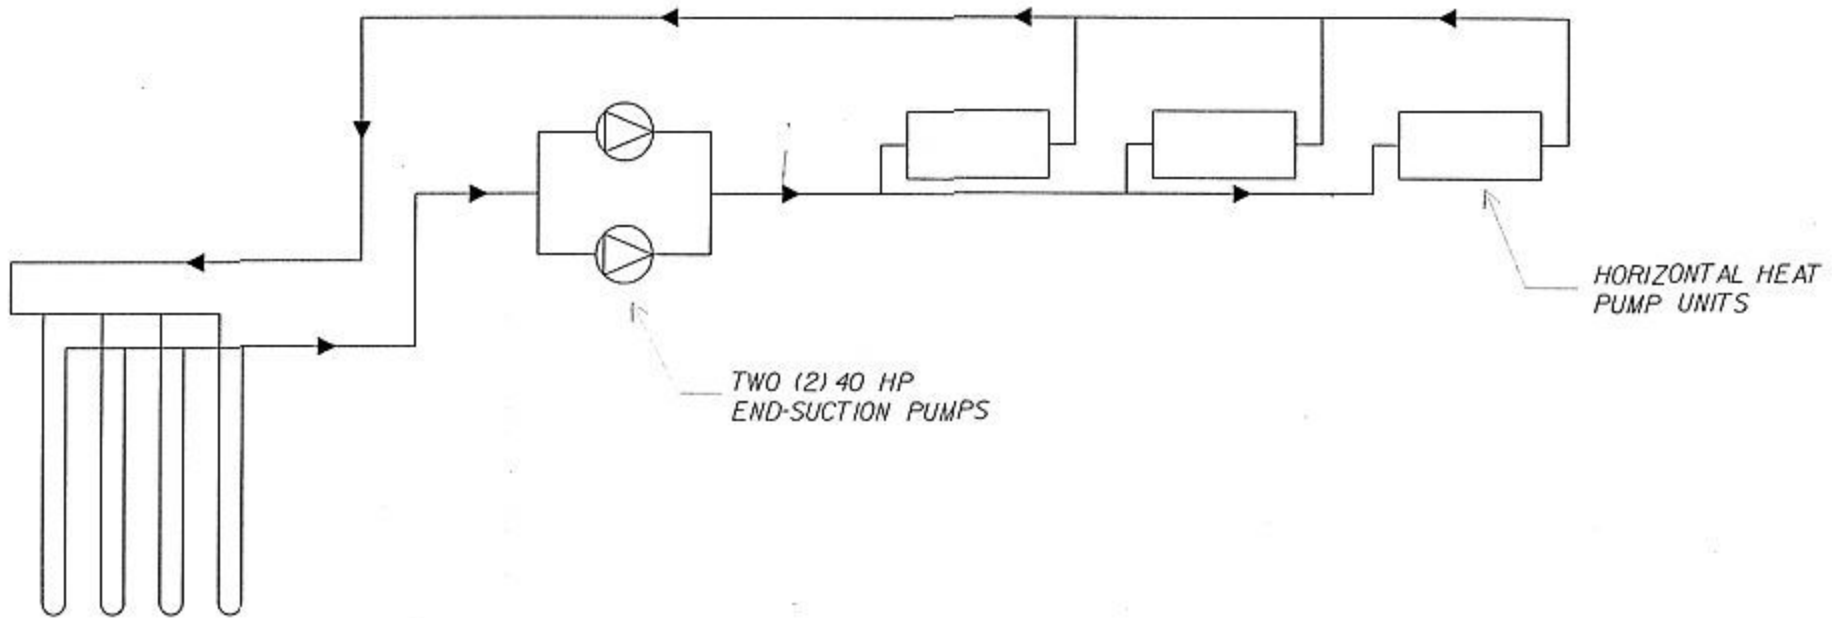 HORIZONTAL HEAT
PUMP UNITS
TWO (2) 40 HP
END-SUCTION PUMPS